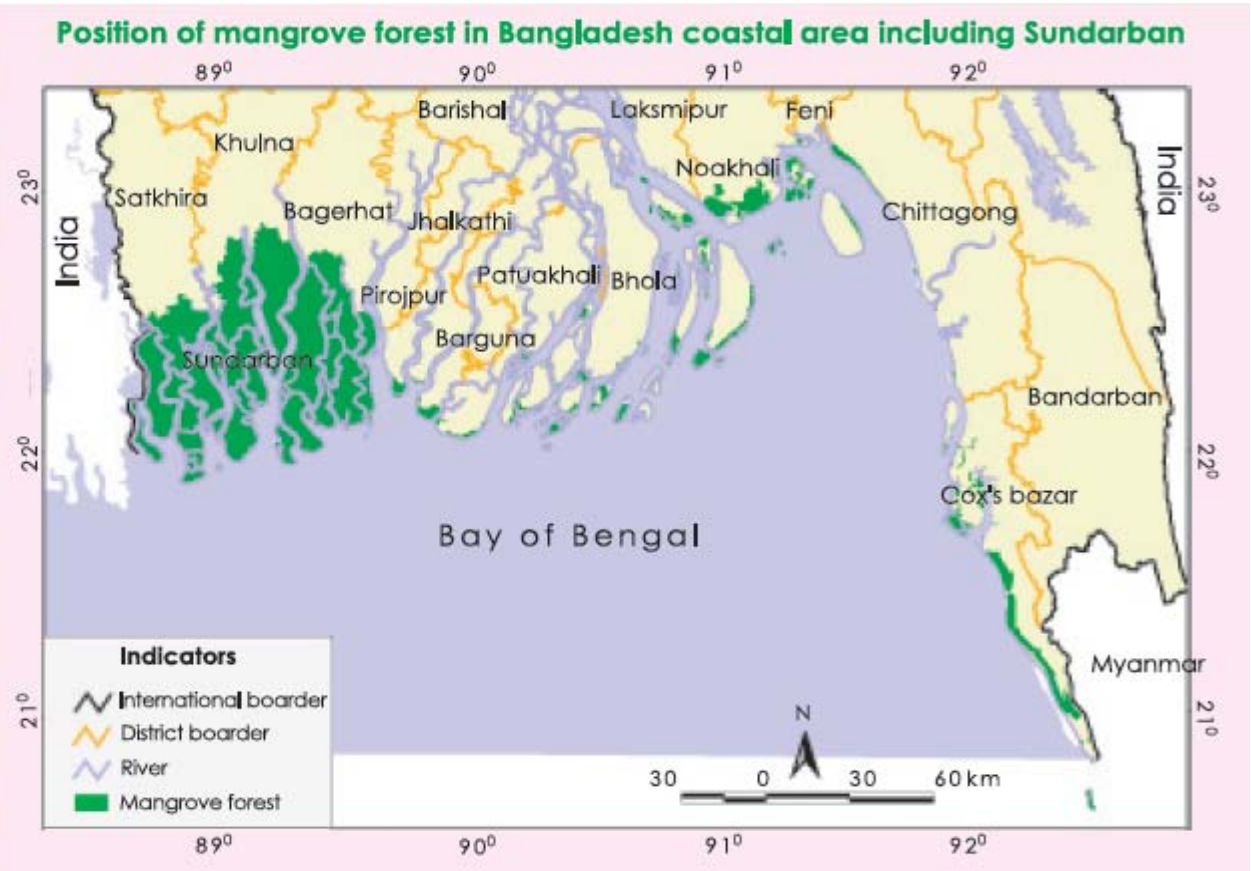 Position of mangrove forest in Bangladesh coastal area including Sundarban
89⁰ 90⁰ 91⁰ 92⁰
Barishal Laksmipur Feni
Khulna
Noakhali
India
23⁰ 23⁰
Satkhira
Bagerhat
Jhalkathi
Chittagong
India
Patuakhali Bhola
Pirojpur
Barguna
Sundarban
Bandarban
22⁰ 22⁰
Cox's bazar
Bay of Bengal
Indicators
Myanmar
International boarder
21⁰ 21⁰
District boarder
N
River
30 0 30 60 km
Mangrove forest
89⁰ 90⁰ 91⁰ 92⁰